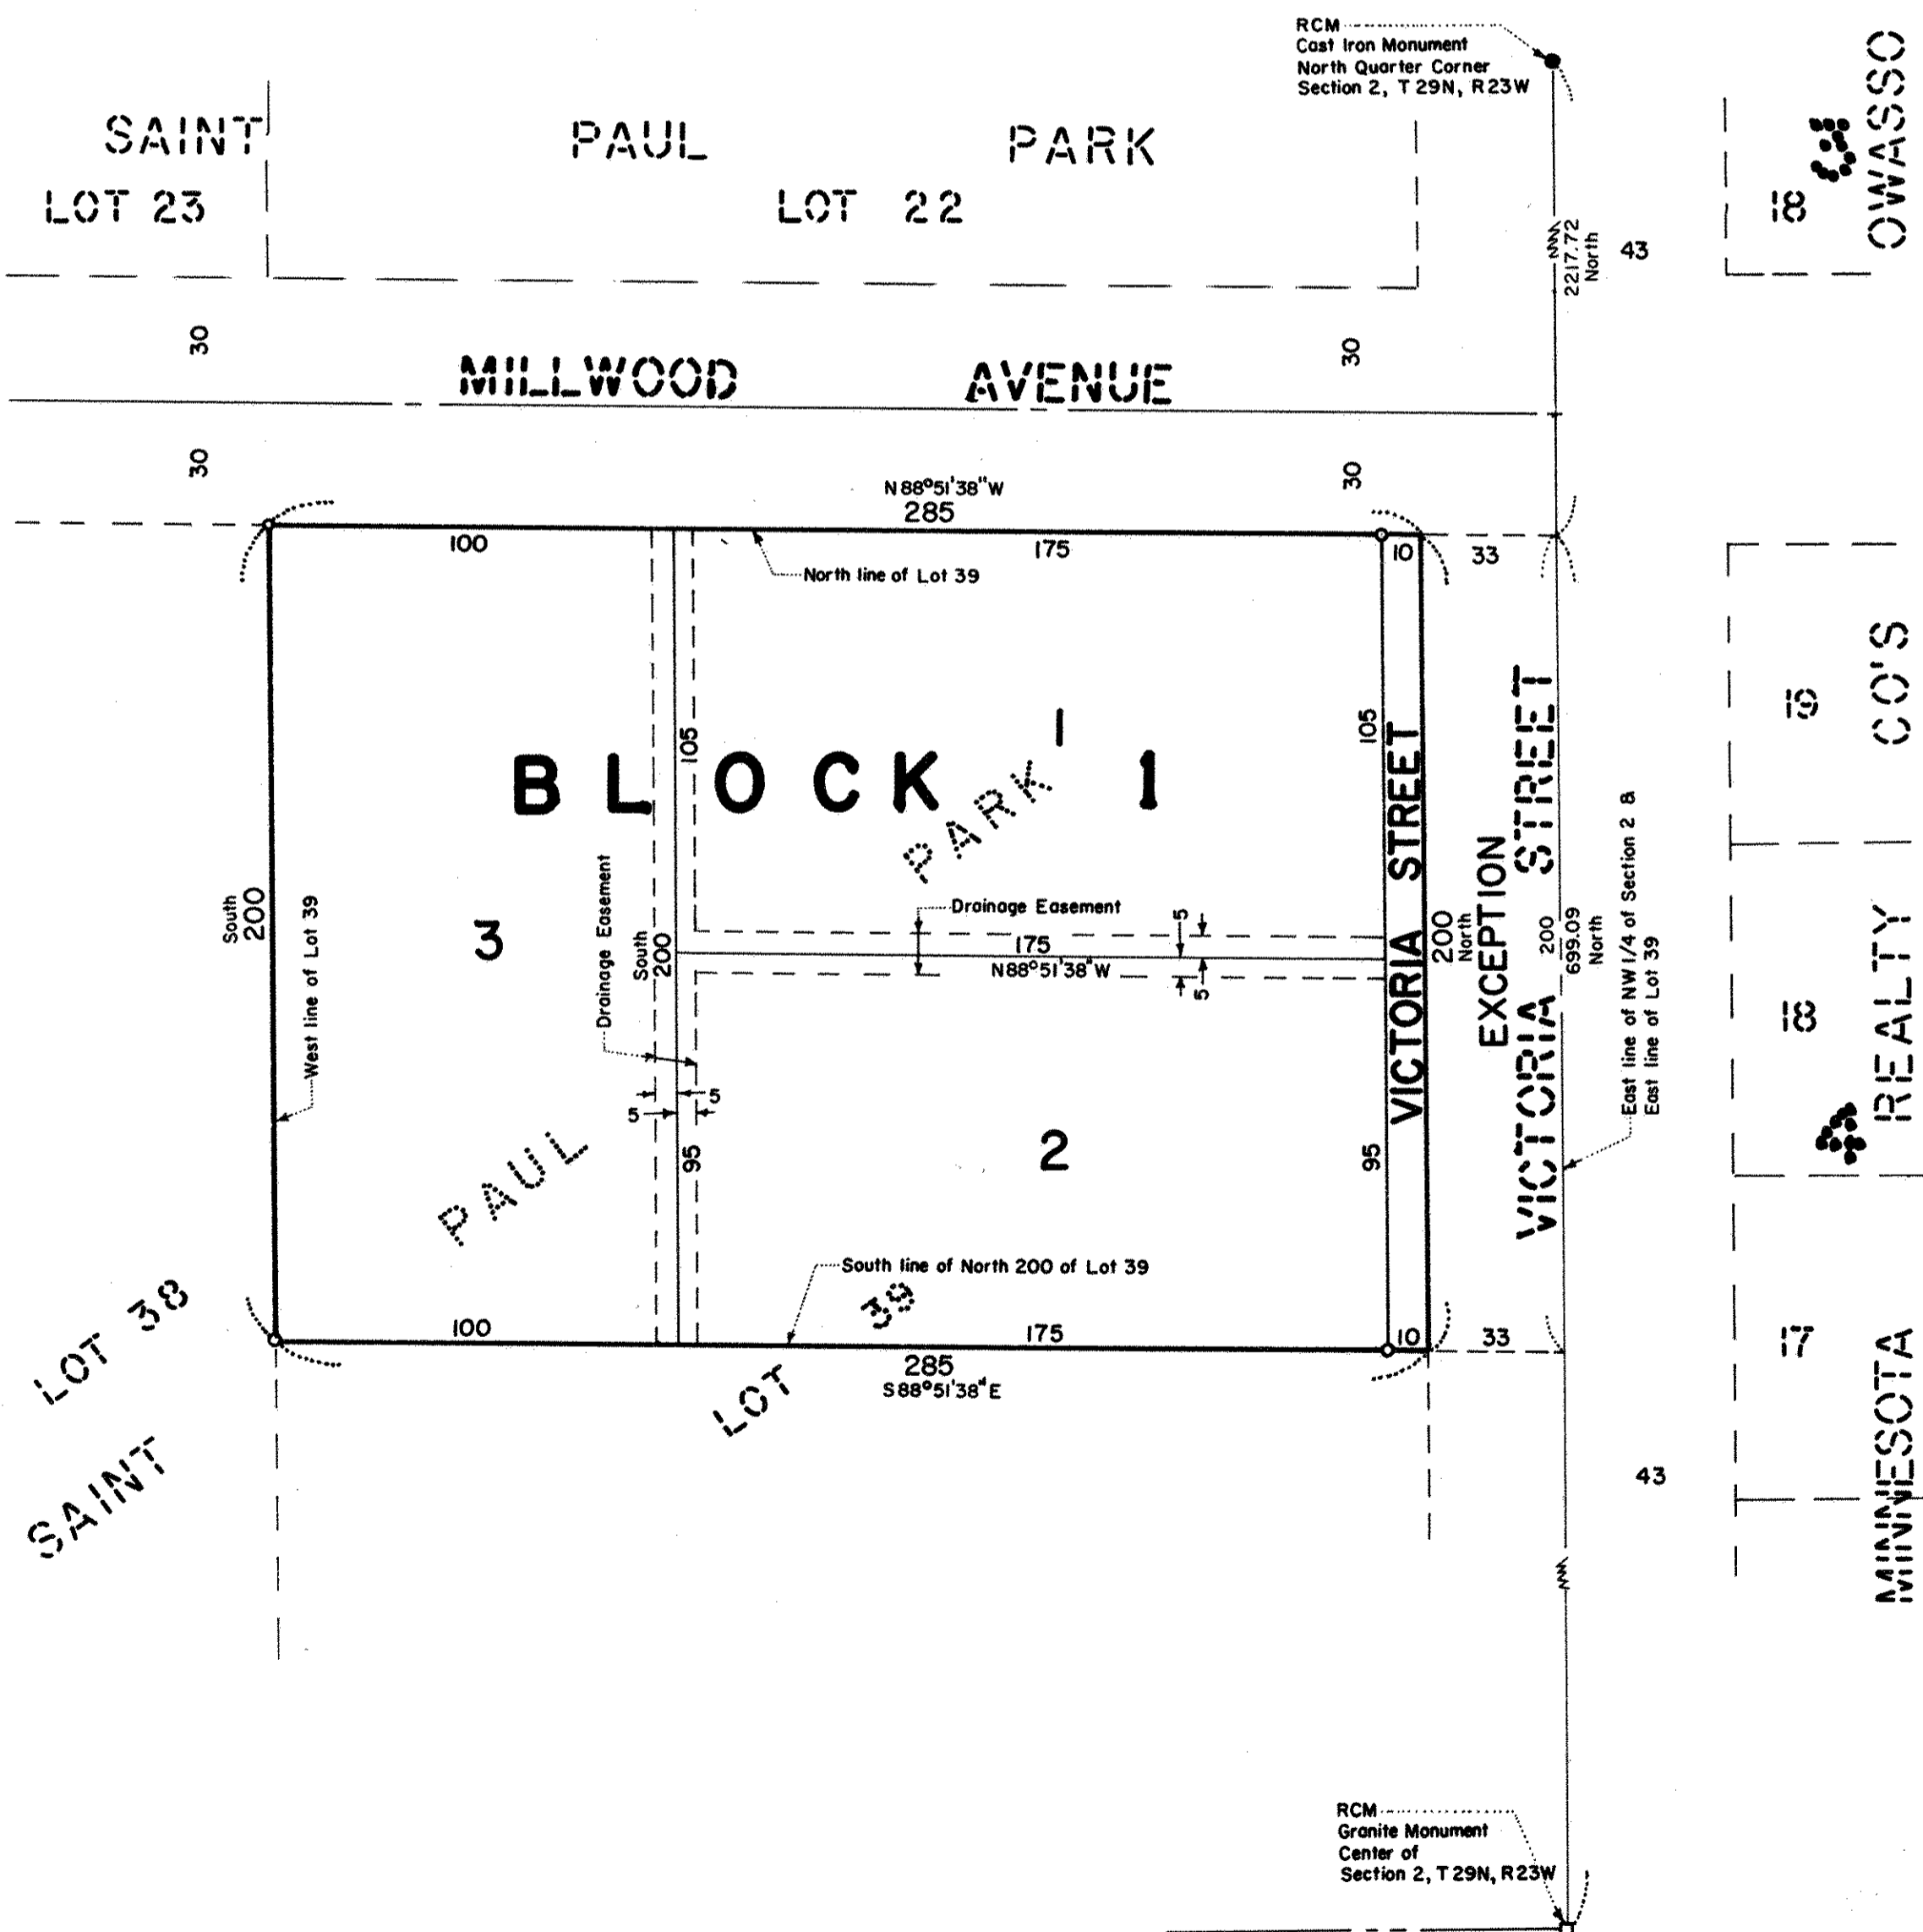 RCM
Cast Iron Monument
North Quarter Corner
Section 2, T 29N, R23W
SAINT PAUL PARK
LOT 23
LOT 22
18
3
OWASSO
2217.72
North
43
30
30
MILLWOOD AVENUE
30
30
N 88°51'38"W
285
100
175
10
33
North line of Lot 39
105
105
1
BLOCK 1
PARK
19
CO'S
VICTORIA STREET
EXCEPTION
VICTORIA STREET
South
200
West line of Lot 39
3
Drainage Easement
South
200
Drainage Easement
175
N88°51'38"W
5
5
200
North
200
699.09
North
East line of NW 1/4 of Section 2 &
East line of Lot 39
18
REALTY
4
5
5
95
95
2
PAUL
South line of North 200 of Lot 39
LOT 39
100
175
10
33
285
S88°51'38"E
LOT 38
SAINT
17
MINNESOTA
43
RCM
Granite Monument
Center of
Section 2, T 29N, R23W